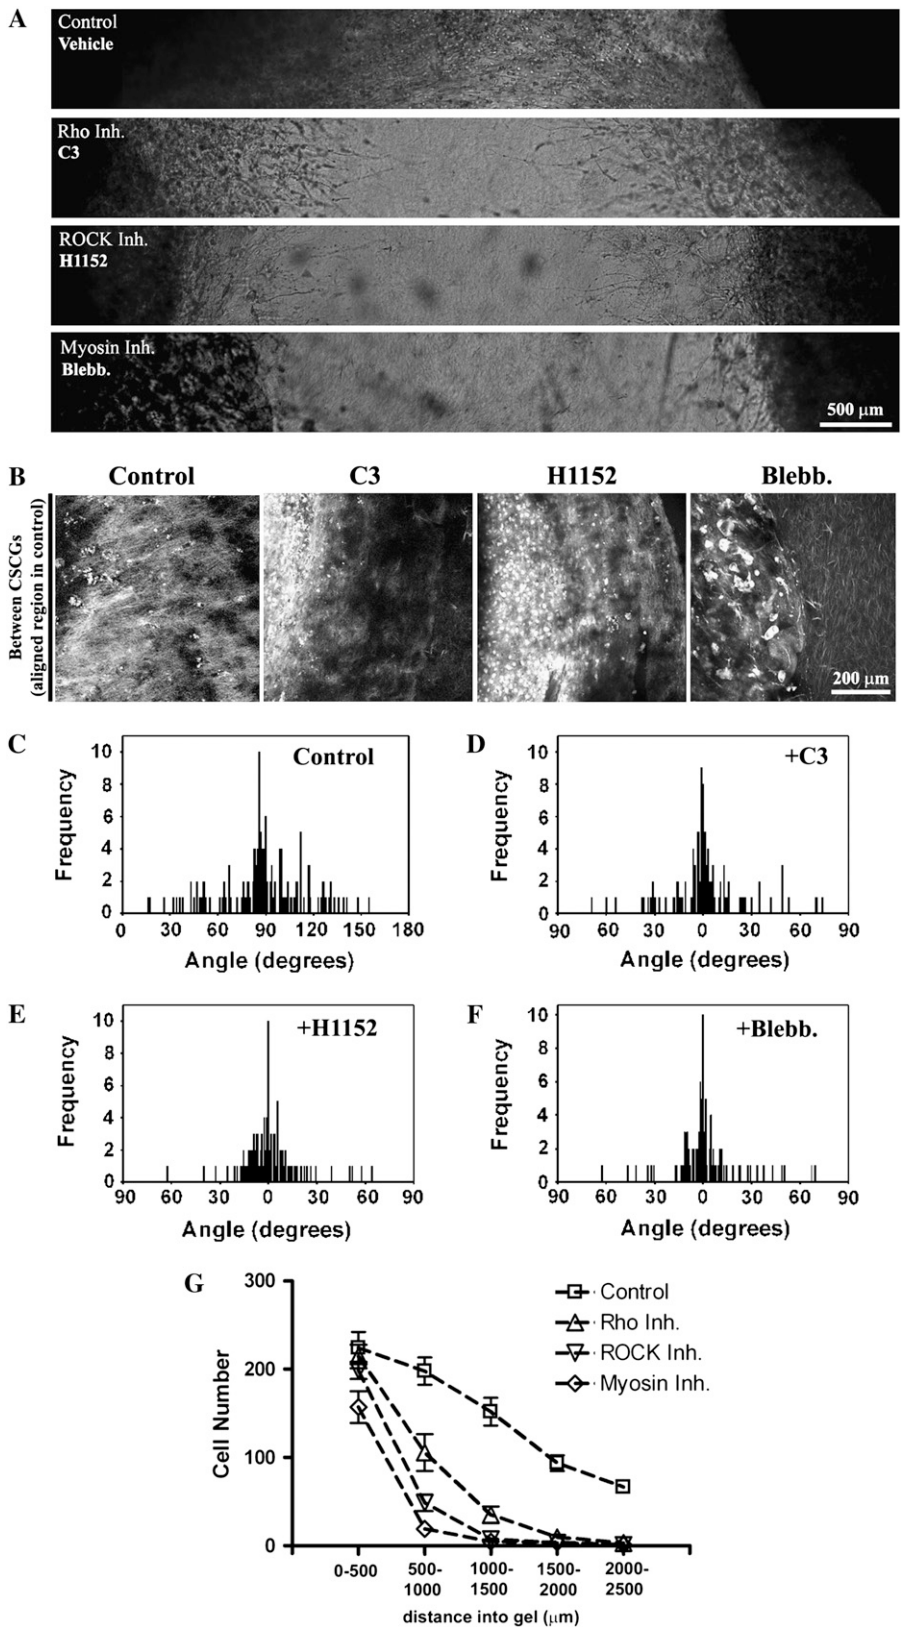 A
Control
Vehicle
Rho Inh.
C3
ROCK Inh.
H1152
Myosin Inh.
Blebb.
500 µm
B
Control
C3
H1152
Blebb.
Between CSCGs
(aligned region in control)
200 µm
C
Control
Frequency
10
8
6
4
2
0
0 30 60 90 120 150 180
Angle (degrees)
D
+C3
Frequency
10
8
6
4
2
0
90 60 30 0 30 60 90
Angle (degrees)
E
+H1152
Frequency
10
8
6
4
2
0
90 60 30 0 30 60 90
Angle (degrees)
F
+Blebb.
Frequency
10
8
6
4
2
0
90 60 30 0 30 60 90
Angle (degrees)
G
Cell Number
300
200
100
0
Control
Rho Inh.
ROCK Inh.
Myosin Inh.
0-500 500-1000 1000-1500 1500-2000 2000-2500
distance into gel (µm)